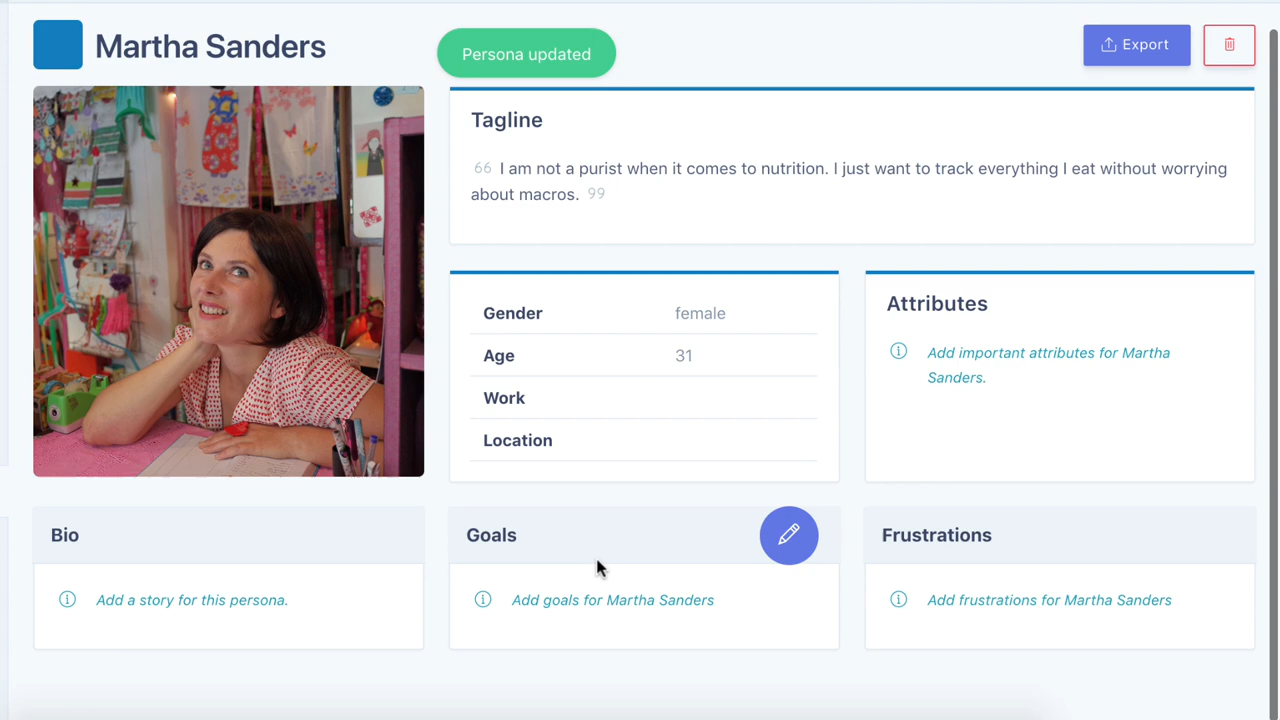 Martha Sanders
Persona updated
Export
Tagline
66 I am not a purist when it comes to nutrition. I just want to track everything I eat without worrying
about macros. 99
Gender female
Age 31
Work
Location
Attributes
Add important attributes for Martha
Sanders.
Bio
Add a story for this persona.
Goals
Add goals for Martha Sanders
Frustrations
Add frustrations for Martha Sanders